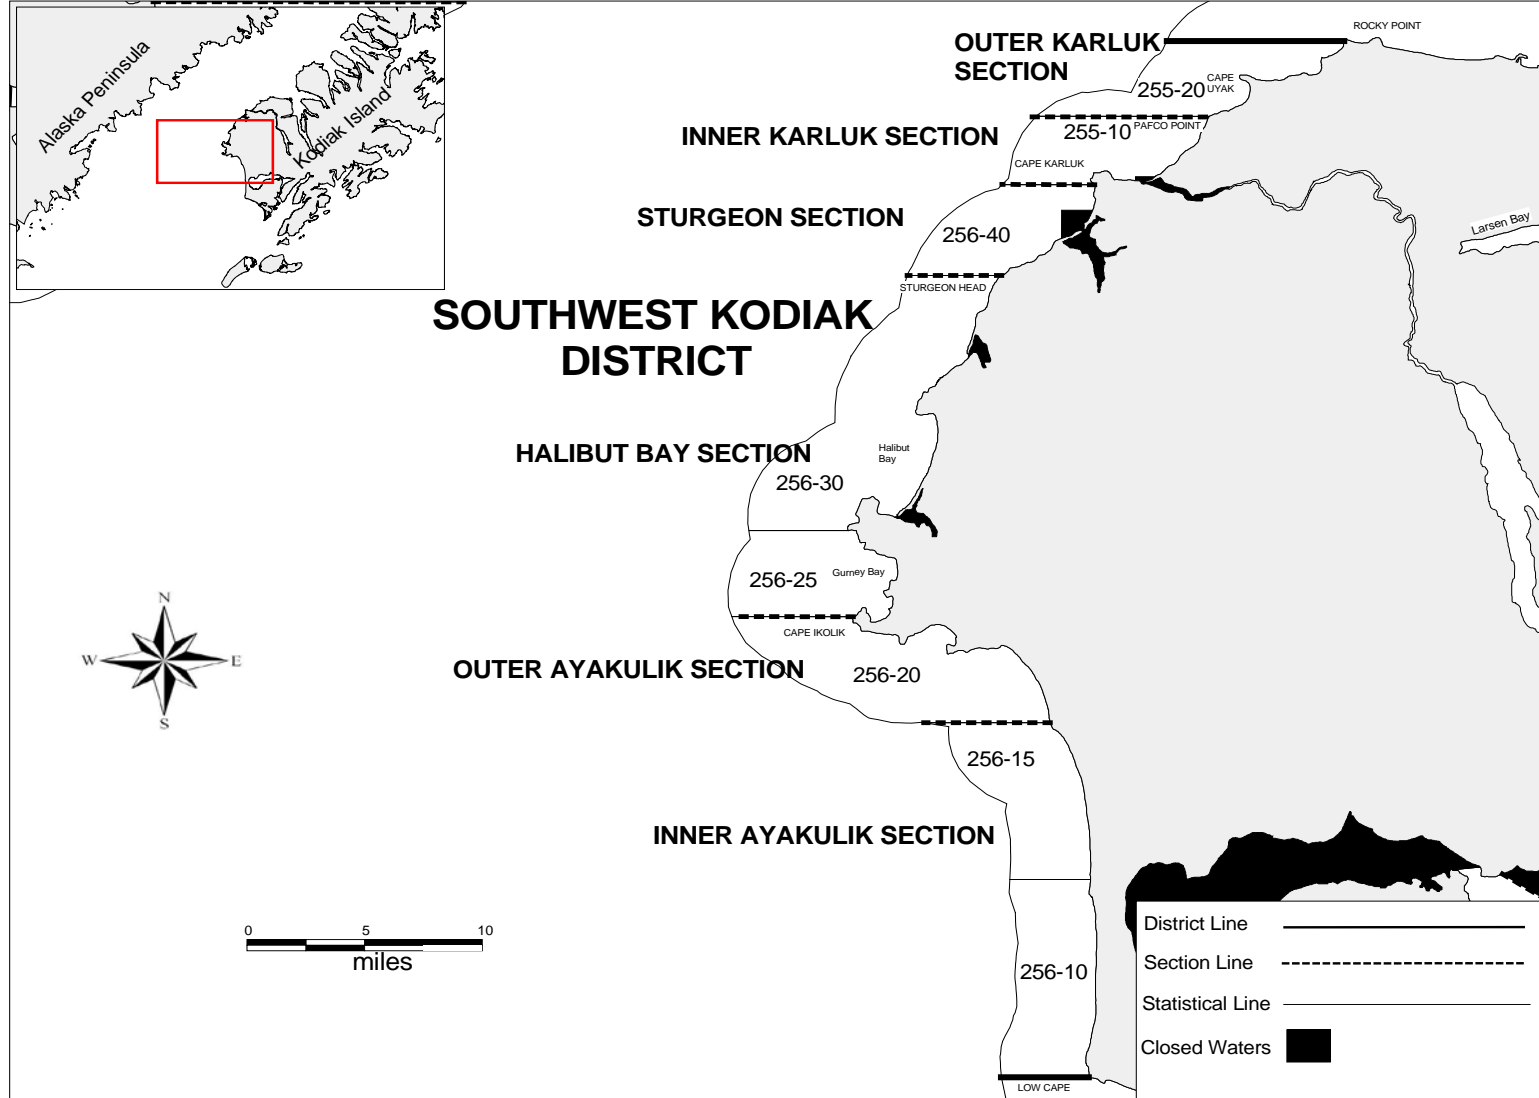 Alaska Peninsula
Kodiak Island
ROCKY POINT
OUTER KARLUK
SECTION
255-20
CAPE
UYAK
INNER KARLUK SECTION
255-10
PAFCO POINT
CAPE KARLUK
STURGEON SECTION
256-40
Larsen Bay
STURGEON HEAD
SOUTHWEST KODIAK
DISTRICT
HALIBUT BAY SECTION
Halibut
Bay
256-30
256-25
Gurney Bay
CAPE IKOLIK
OUTER AYAKULIK SECTION
256-20
N
W
E
S
256-15
INNER AYAKULIK SECTION
0 5 10
miles
256-10
LOW CAPE
District Line
Section Line
Statistical Line
Closed Waters